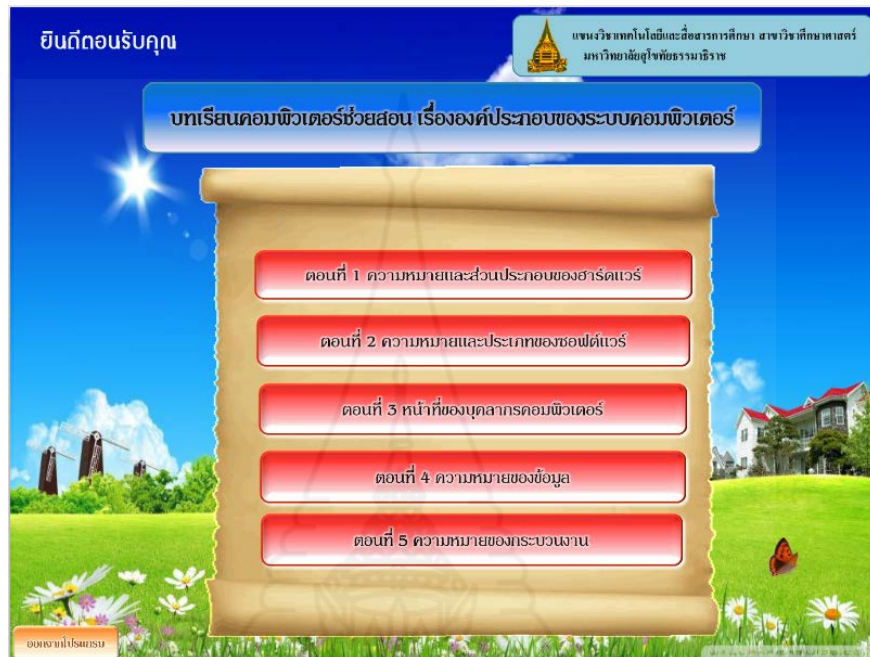 ยินดีตอนรับคุณ
แขนงวิชาเทคโนโลยีและสื่อสารการศึกษา สาขาวิชาศึกษาศาสตร์
มหาวิทยาลัยสุโขทัยธรรมาธิราช
บทเรียนคอมพิวเตอร์ช่วยสอน เรื่ององค์ประกอบของระบบคอมพิวเตอร์
ตอนที่ 1 ความหมายและส่วนประกอบของฮาร์ดแวร์
ตอนที่ 2 ความหมายและประเภทของซอฟต์แวร์
ตอนที่ 3 หน้าที่ของบุคลากรคอมพิวเตอร์
ตอนที่ 4 ความหมายของข้อมูล
ตอนที่ 5 ความหมายของกระบวนงาน
ออกจากโปรแกรม